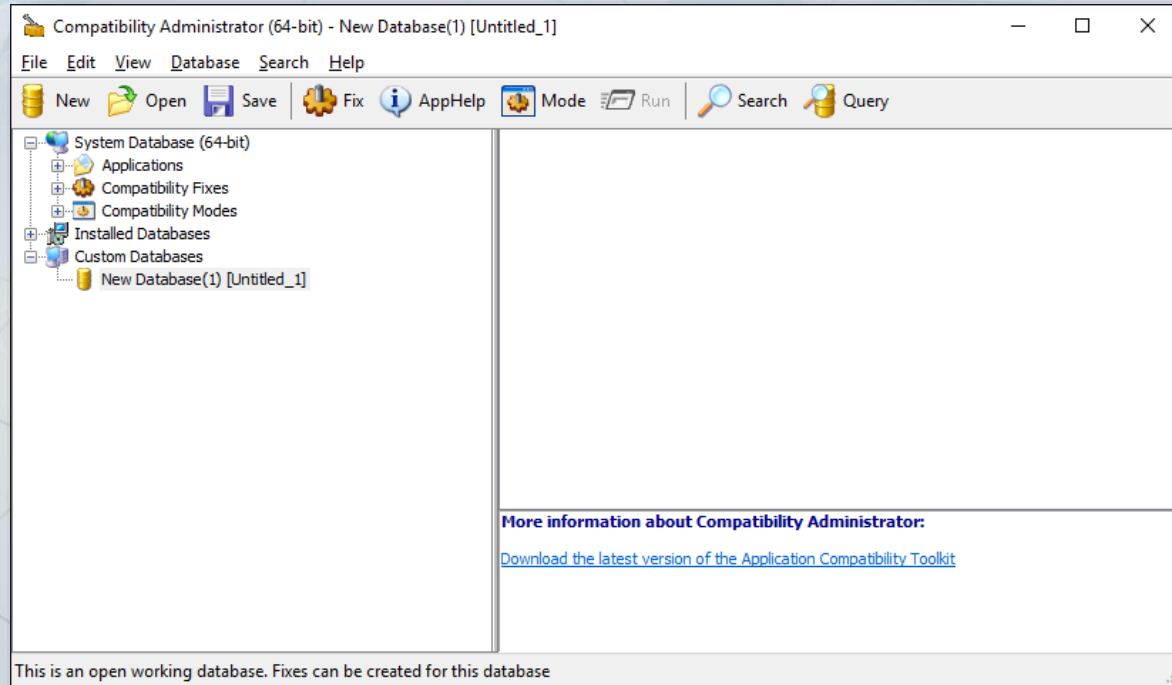 Compatibility Administrator (64-bit) - New Database(1) [Untitled_1]
File Edit View Database Search Help
New Open Save Fix AppHelp Mode Run Search Query
System Database (64-bit)
Applications
Compatibility Fixes
Compatibility Modes
Installed Databases
Custom Databases
New Database(1) [Untitled_1]
More information about Compatibility Administrator:
Download the latest version of the Application Compatibility Toolkit
This is an open working database. Fixes can be created for this database